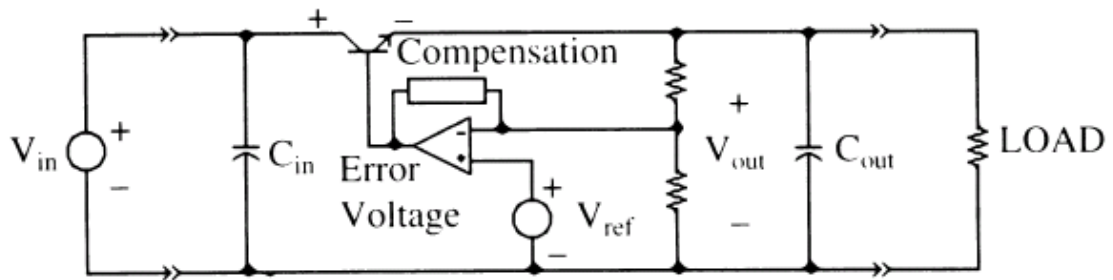 + −
Compensation
+
V_in
−
C_in
-
+
Error
Voltage
+
V_ref
−
+
V_out
−
C_out
LOAD